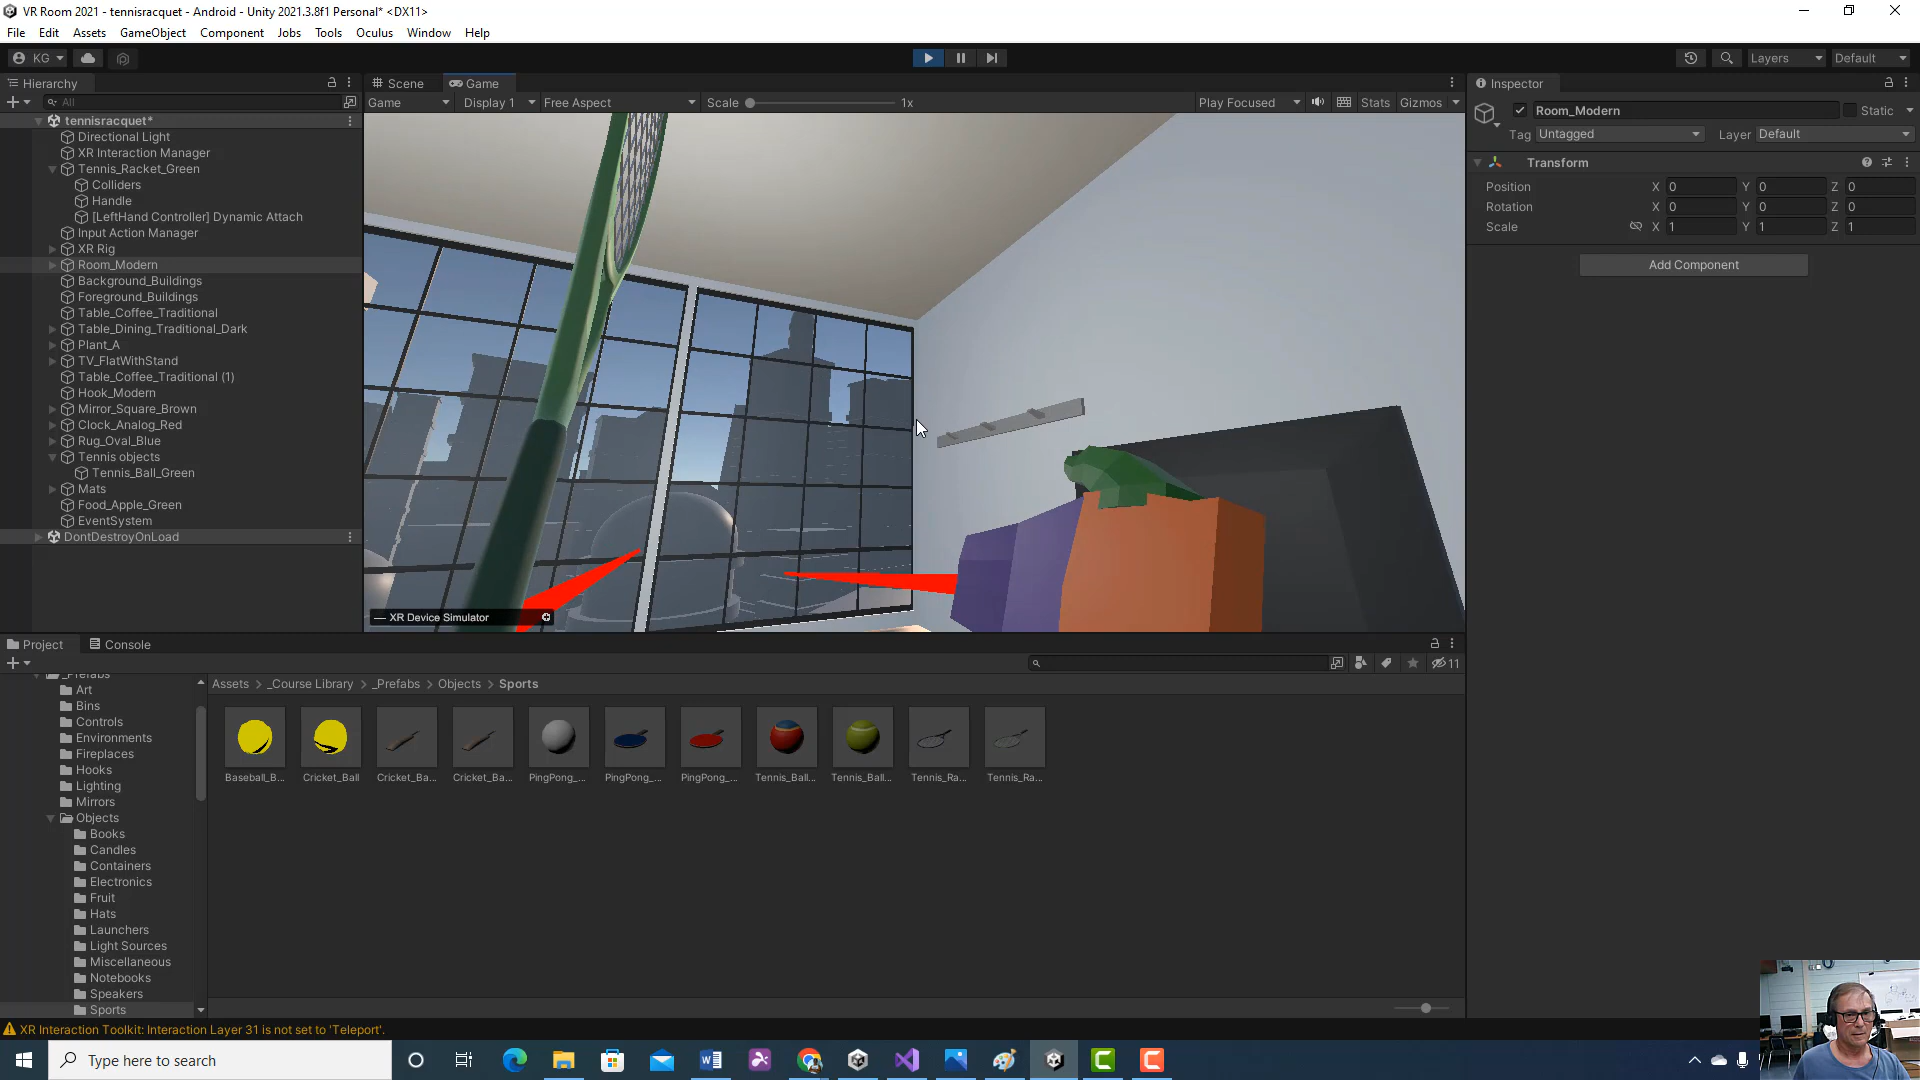 VR Room 2021 - tennisracquet - Android - Unity 2021.3.8f1 Personal* <DX11>
File Edit Assets GameObject Component Jobs Tools Oculus Window Help
KG Layers Default
Hierarchy Scene Game Inspector
All Game Display 1 Free Aspect Scale 1x Play Focused Stats Gizmos
Room_Modern Static
Tag Untagged Layer Default
Transform
Position X 0 Y 0 Z 0
Rotation X 0 Y 0 Z 0
Scale X 1 Y 1 Z 1
Add Component
tennisracquet*
Directional Light
XR Interaction Manager
Tennis_Racket_Green
Colliders
Handle
[LeftHand Controller] Dynamic Attach
Input Action Manager
XR Rig
Room_Modern
Background_Buildings
Foreground_Buildings
Table_Coffee_Traditional
Table_Dining_Traditional_Dark
Plant_A
TV_FlatWithStand
Table_Coffee_Traditional (1)
Hook_Modern
Mirror_Square_Brown
Clock_Analog_Red
Rug_Oval_Blue
Tennis objects
Tennis_Ball_Green
Mats
Food_Apple_Green
EventSystem
DontDestroyOnLoad
XR Device Simulator
Project Console
11
Assets > _Course Library > _Prefabs > Objects > Sports
_Prefabs
Art
Bins
Controls
Environments
Fireplaces
Hooks
Lighting
Mirrors
Objects
Books
Candles
Containers
Electronics
Fruit
Hats
Launchers
Light Sources
Miscellaneous
Notebooks
Speakers
Sports
Baseball_B... Cricket_Ball Cricket_Ba... Cricket_Ba... PingPong_... PingPong_... PingPong_... Tennis_Ball... Tennis_Ball... Tennis_Ra... Tennis_Ra...
XR Interaction Toolkit: Interaction Layer 31 is not set to 'Teleport'.
Type here to search